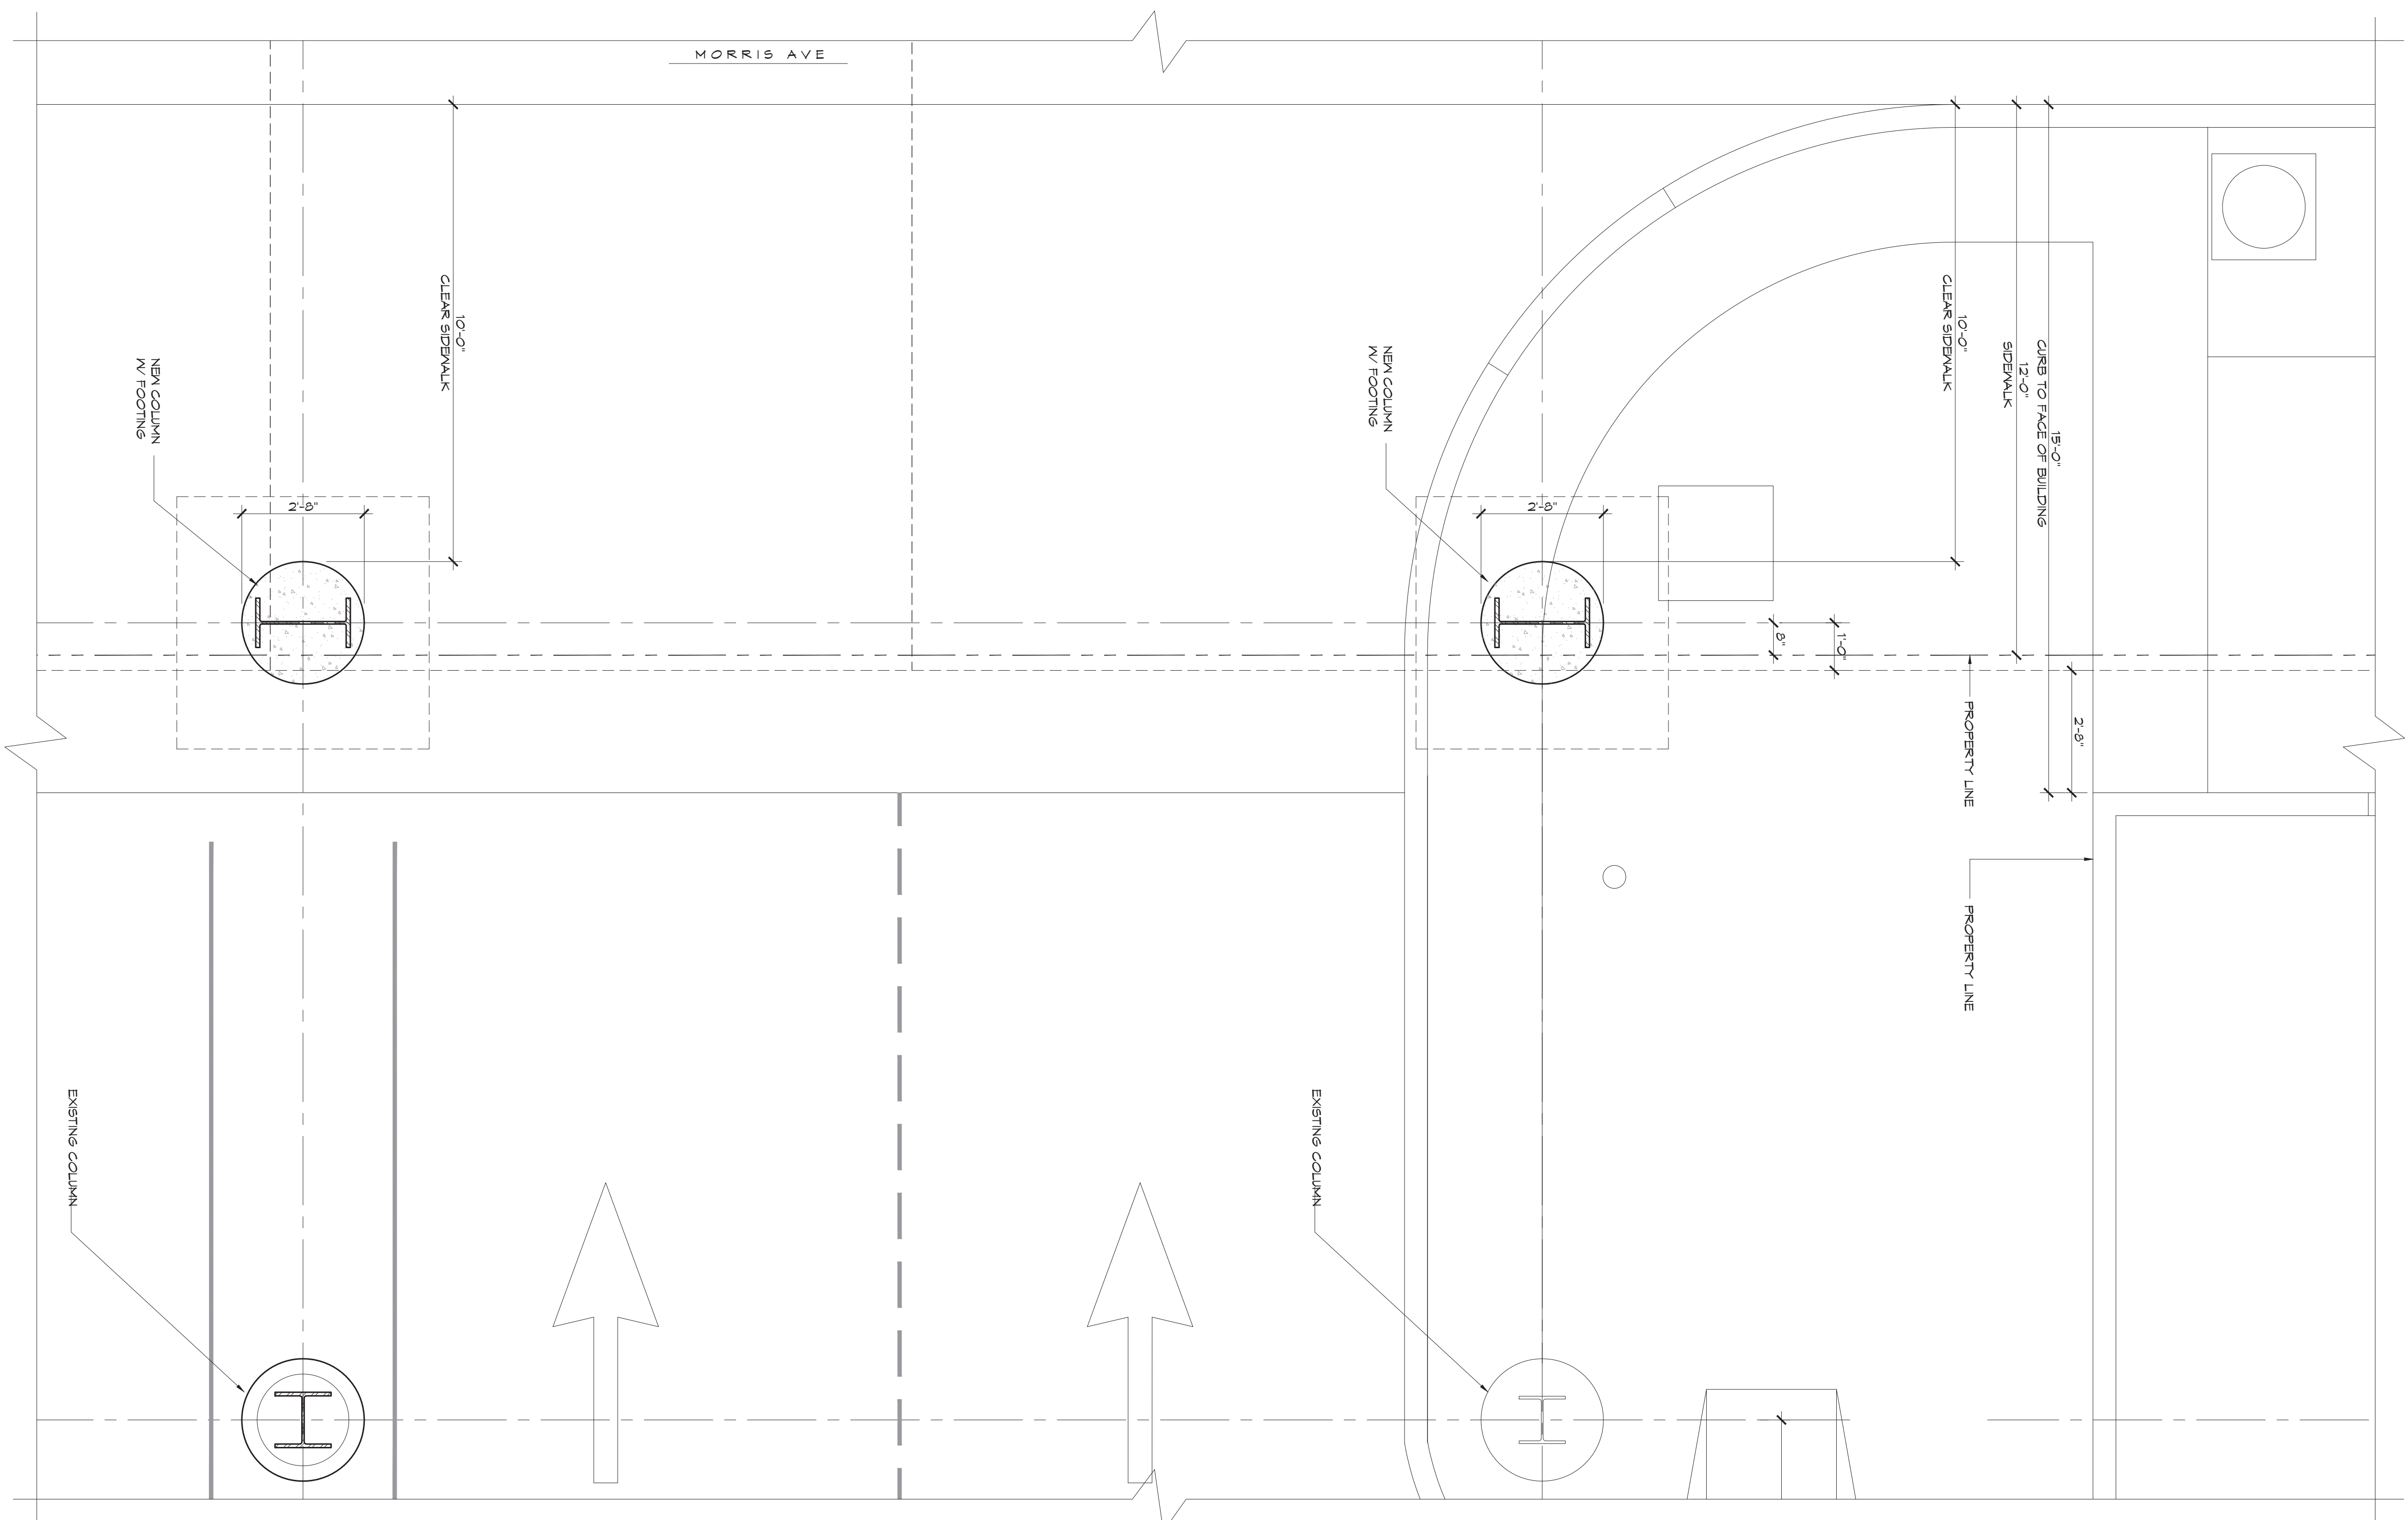 MORRIS AVE
10'-0"
CLEAR SIDEWALK
NEW COLUMN
W/ FOOTING
2'-8"
EXISTING COLUMN
10'-0"
CLEAR SIDEWALK
12'-0"
SIDEWALK
15'-0"
CURB TO FACE OF BUILDING
NEW COLUMN
W/ FOOTING
2'-8"
8"
1'-0"
2'-8"
PROPERTY LINE
PROPERTY LINE
EXISTING COLUMN